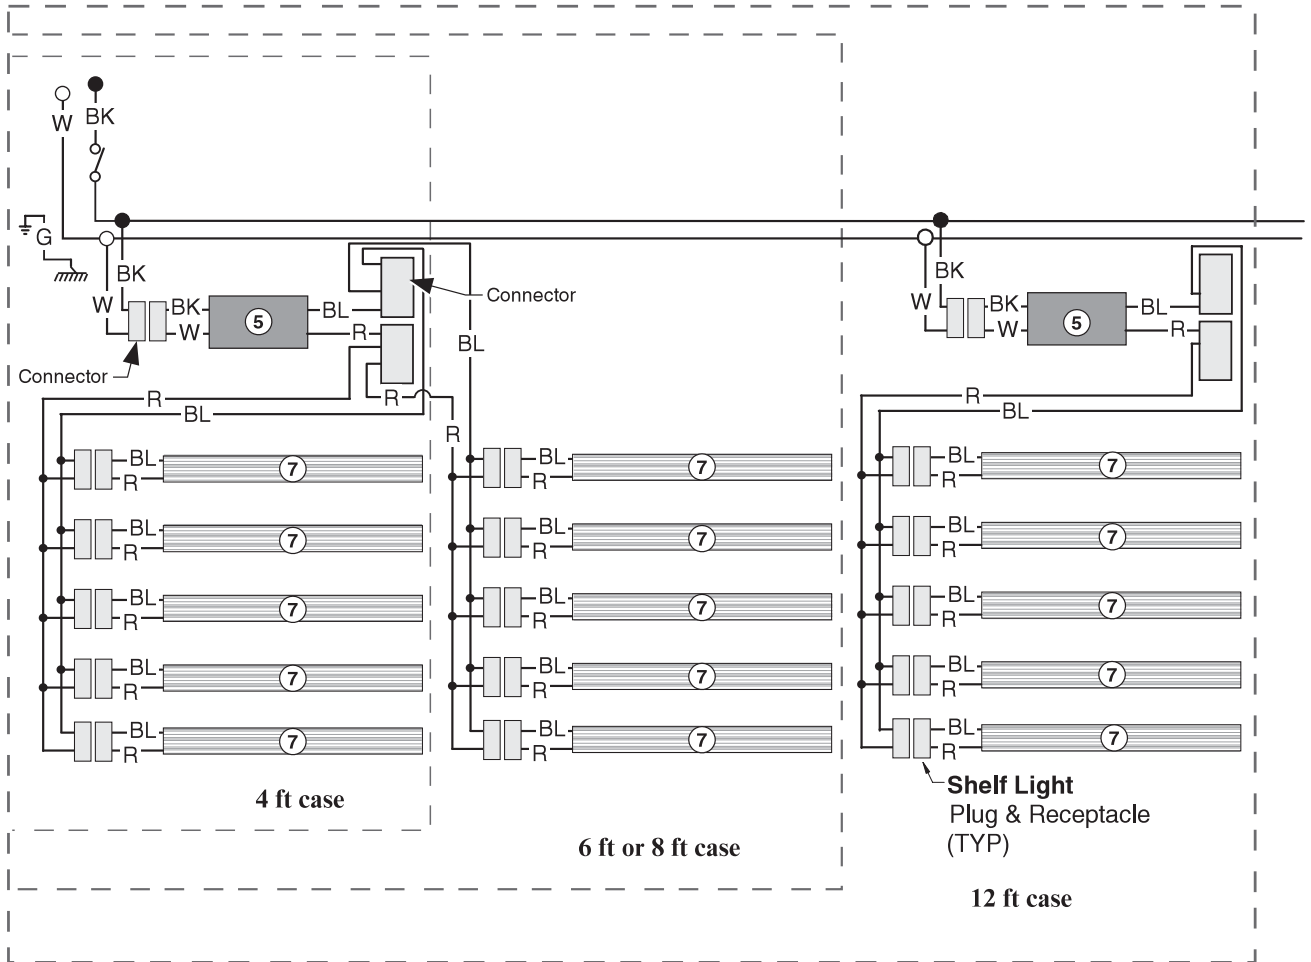 W
BK
G
BK
W
BK
W
5
BL
R
Connector
Connector
BL
R
BL
R
R
BK
W
BK
W
5
BL
R
R
BL
BL
R
7
BL
R
7
BL
R
7
BL
R
7
BL
R
7
BL
R
7
BL
R
7
BL
R
7
BL
R
7
BL
R
7
BL
R
7
BL
R
7
BL
R
7
BL
R
7
BL
R
7
4 ft case
6 ft or 8 ft case
Shelf Light
Plug & Receptacle
(TYP)
12 ft case